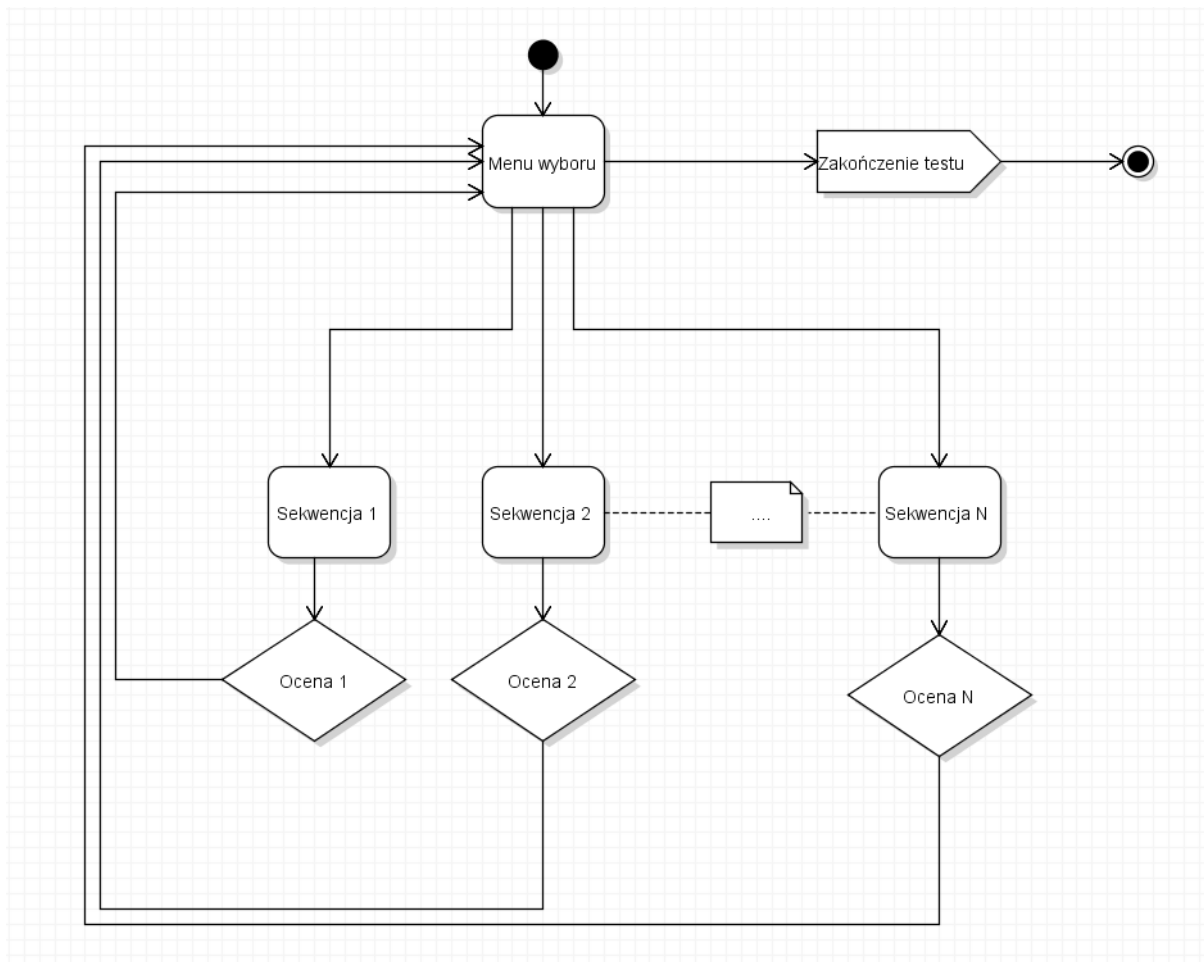 Menu wyboru
Zakończenie testu
Sekwencja 1
Sekwencja 2
....
Sekwencja N
Ocena 1
Ocena 2
Ocena N